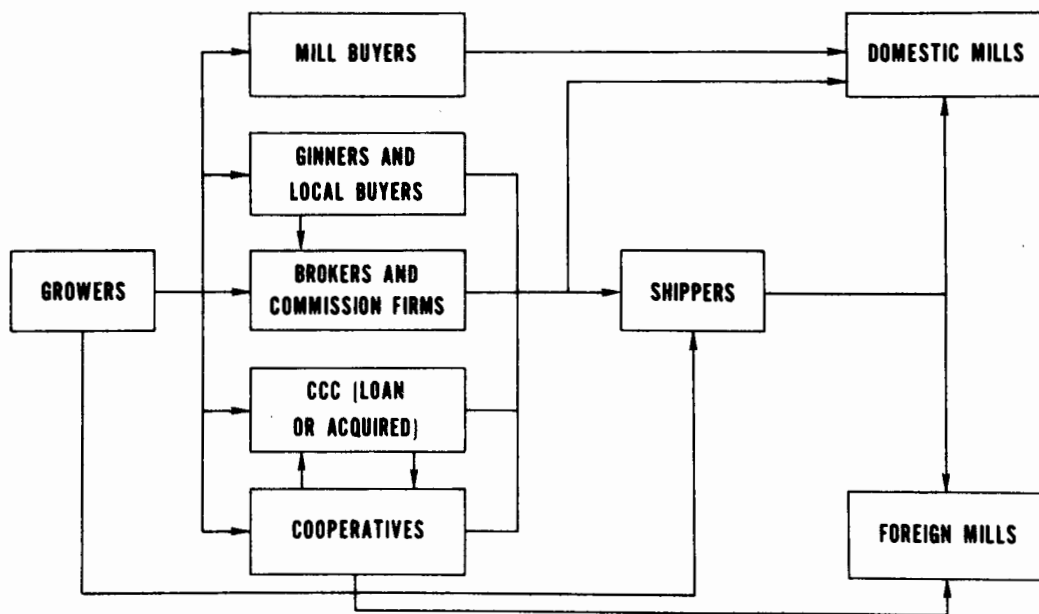 MILL BUYERS
DOMESTIC MILLS
GINNERS AND
LOCAL BUYERS
GROWERS
BROKERS AND
COMMISSION FIRMS
SHIPPERS
CCC (LOAN
OR ACQUIRED)
COOPERATIVES
FOREIGN MILLS